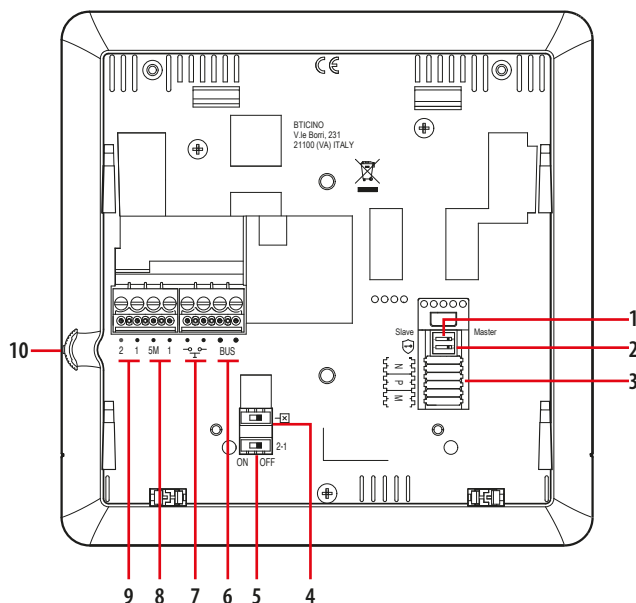 CE
BTICINO
V.le Borri, 231
21100 (VA) ITALY
Slave
Master
1
2
3
N
P
M
10
2 1 5M 1
BUS
2-1
ON OFF
9 8 7 6 5 4